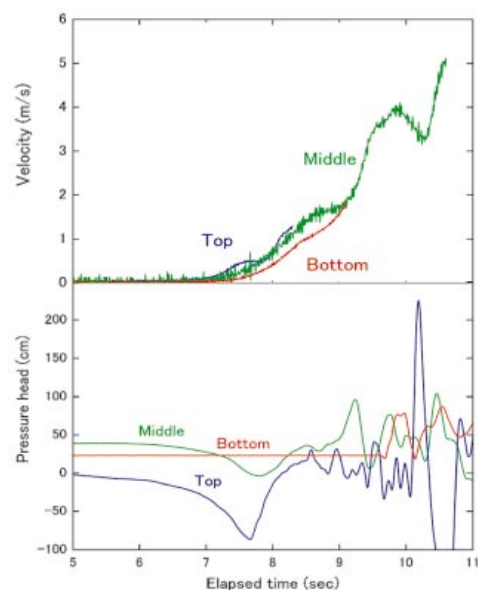 6
5
4
3
2
1
0
Velocity (m/s)
Middle
Top
Bottom
200
150
100
50
0
-50
-100
Pressure head (cm)
Middle
Bottom
Top
5 6 7 8 9 10 11
Elapsed time (sec)